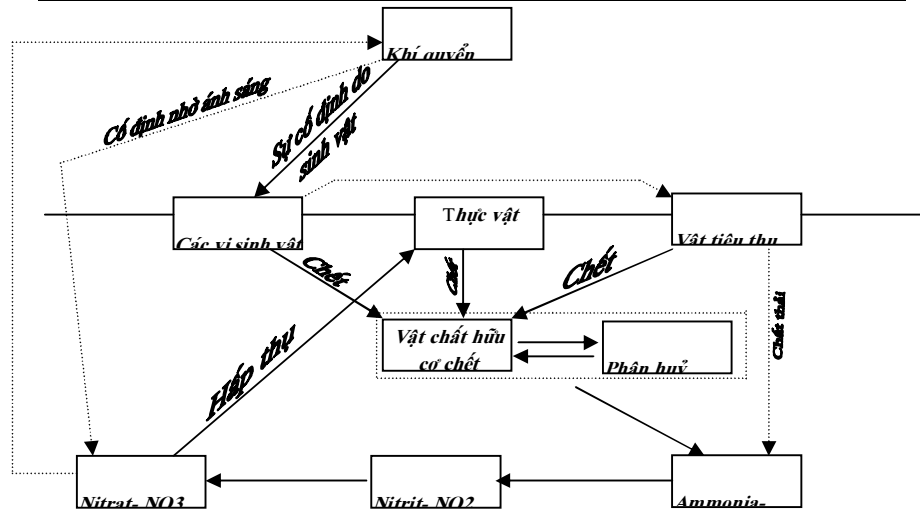 Khí quyển
Cố định nhờ ánh sáng
Sự cố định do
sinh vật
Các vi sinh vật
Thực vật
Vật tiêu thụ
Chết
Chế
Chết
Chất thải
Vật chất hữu
cơ chết
Phân huỷ
Hấp thụ
Nitrat- NO3
Nitrit- NO2
Ammonia-